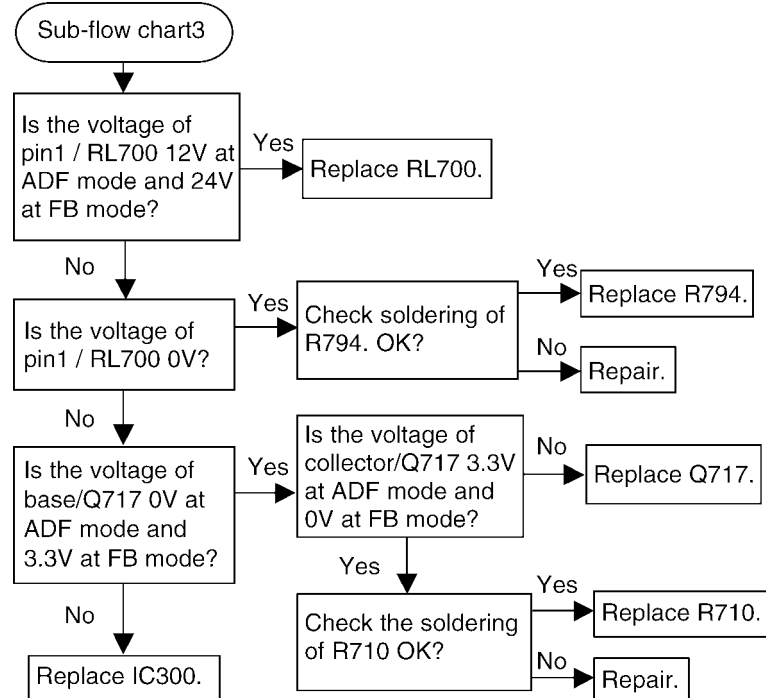 Sub-flow chart3
Is the voltage of
pin1 / RL700 12V at
ADF mode and 24V
at FB mode?
Yes
Replace RL700.
No
Is the voltage of
pin1 / RL700 0V?
Yes
Check soldering of
R794. OK?
Yes
Replace R794.
No
Repair.
No
Is the voltage of
base/Q717 0V at
ADF mode and
3.3V at FB mode?
Yes
Is the voltage of
collector/Q717 3.3V
at ADF mode and
0V at FB mode?
No
Replace Q717.
Yes
Check the soldering
of R710 OK?
Yes
Replace R710.
No
Repair.
No
Replace IC300.